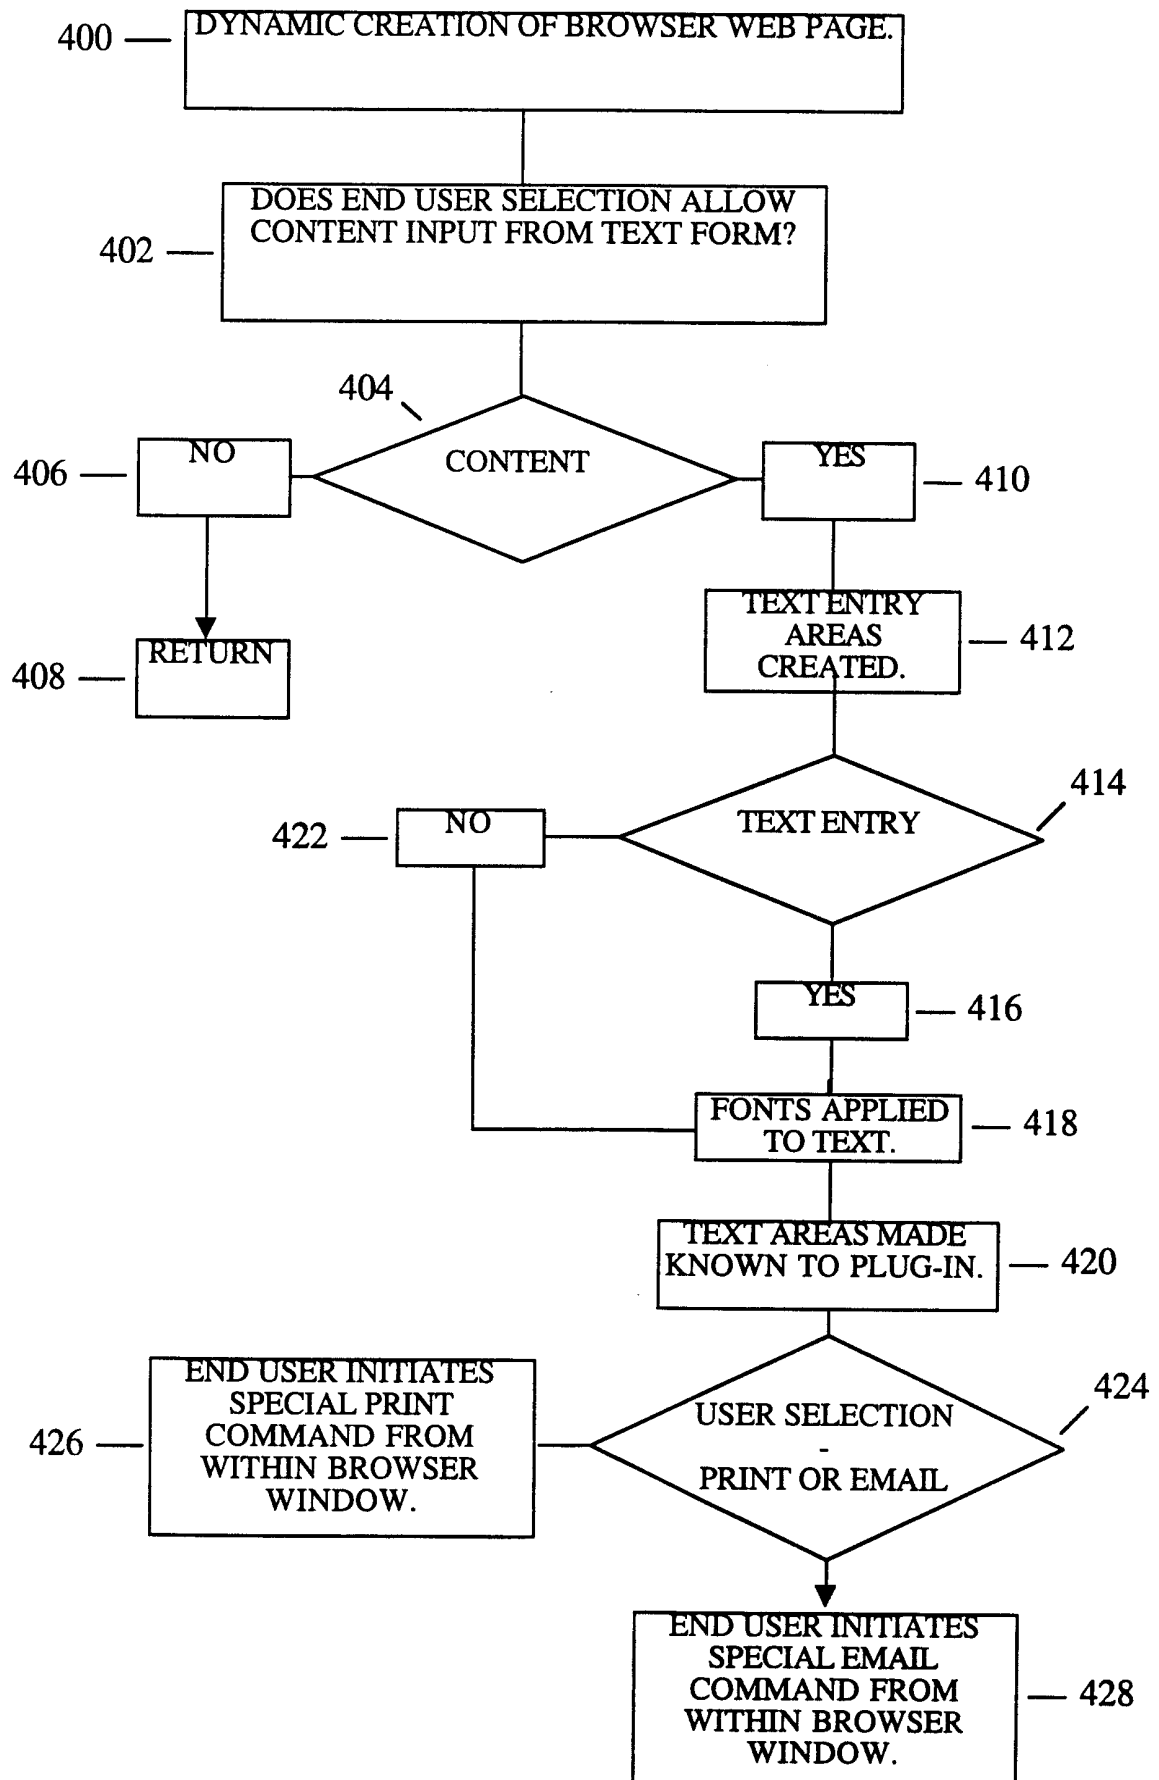 DYNAMIC CREATION OF BROWSER WEB PAGE.
400
DOES END USER SELECTION ALLOW
CONTENT INPUT FROM TEXT FORM?
402
404
CONTENT
NO
406
YES
410
RETURN
408
TEXT ENTRY
AREAS
CREATED.
412
414
TEXT ENTRY
NO
422
YES
416
FONTS APPLIED
TO TEXT.
418
TEXT AREAS MADE
KNOWN TO PLUG-IN.
420
424
USER SELECTION
-
PRINT OR EMAIL
END USER INITIATES
SPECIAL PRINT
COMMAND FROM
WITHIN BROWSER
WINDOW.
426
END USER INITIATES
SPECIAL EMAIL
COMMAND FROM
WITHIN BROWSER
WINDOW.
428